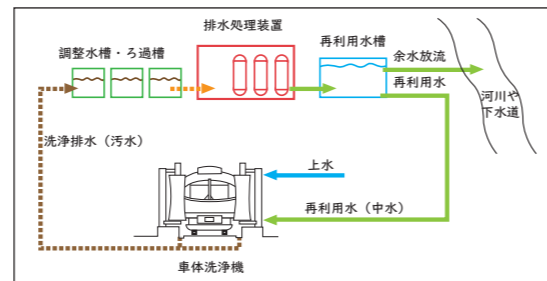 排水処理装置
再利用水槽
調整水槽・ろ過槽
余水放流
再利用水
河川や
下水道
洗浄排水（汚水）
上水
再利用水（中水）
車体洗浄機